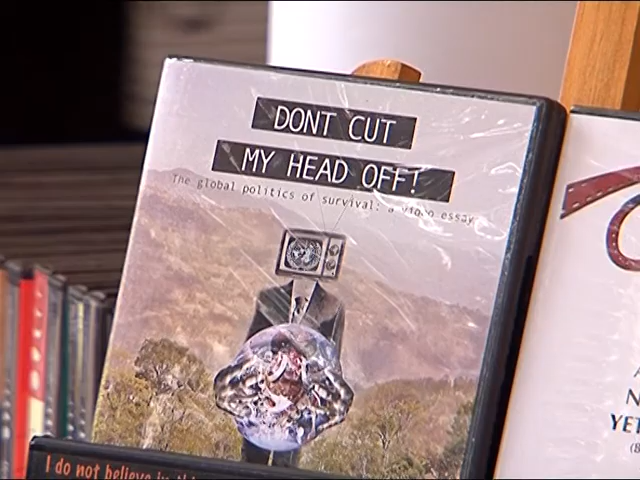 DONT CUT
MY HEAD OFF!
The global politics of survival: a video essay
I do not believe in
YET